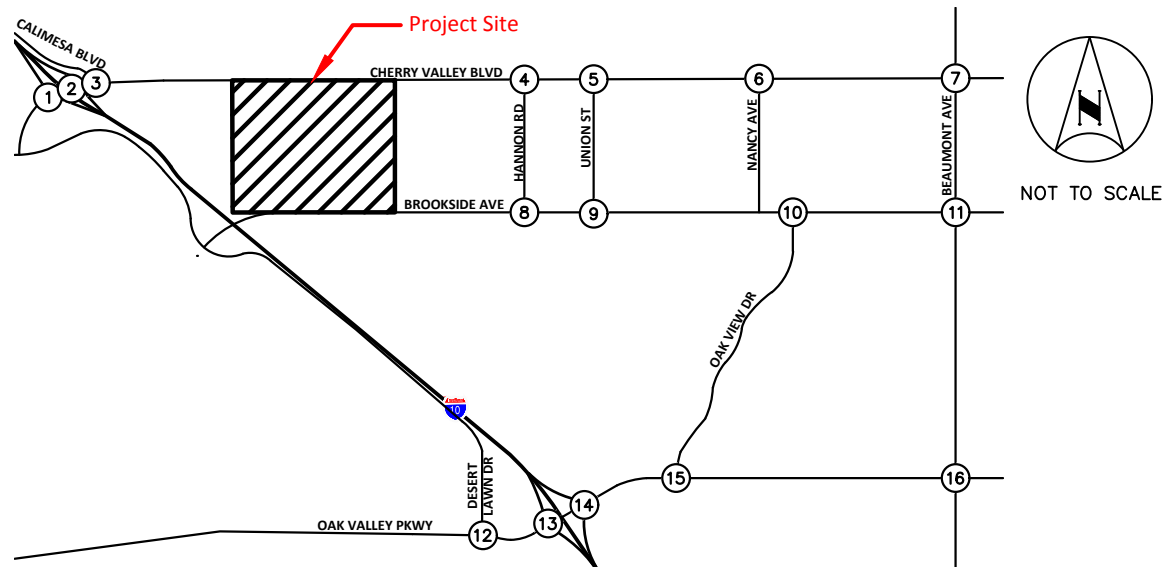 Project Site
CALIMESA BLVD
CHERRY VALLEY BLVD
1
2
3
4
5
6
7
HANNON RD
UNION ST
NANCY AVE
BEAUMONT AVE
N
NOT TO SCALE
BROOKSIDE AVE
8
9
10
11
OAK VIEW DR
10
DESERT
LAWN DR
OAK VALLEY PKWY
12
13
14
15
16